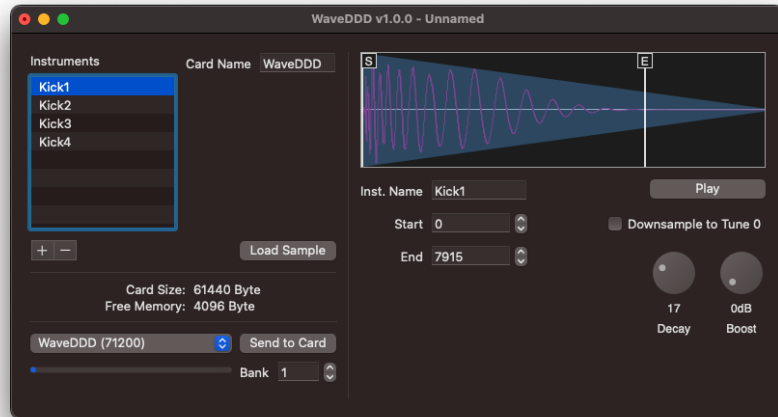 WaveDDD v1.0.0 - Unnamed
Instruments
Card Name WaveDDD
Kick1
Kick2
Kick3
Kick4
+ −
Load Sample
Card Size: 61440 Byte
Free Memory: 4096 Byte
WaveDDD (71200)
Send to Card
Bank 1
S
E
Inst. Name Kick1
Play
Start 0
Downsample to Tune 0
End 7915
17
0dB
Decay
Boost